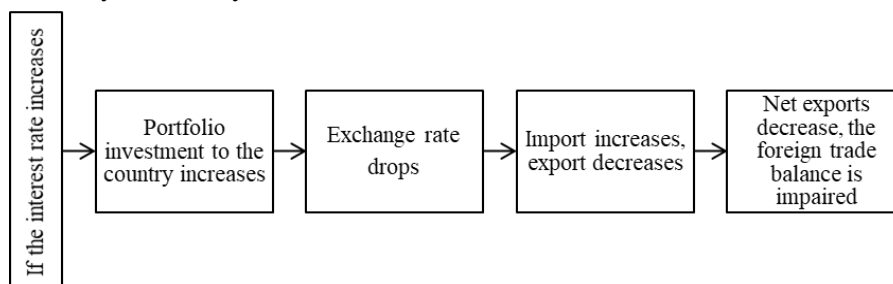 If the interest rate increases
Portfolio
investment to the
country increases
Exchange rate
drops
Import increases,
export decreases
Net exports
decrease, the
foreign trade
balance is
impaired